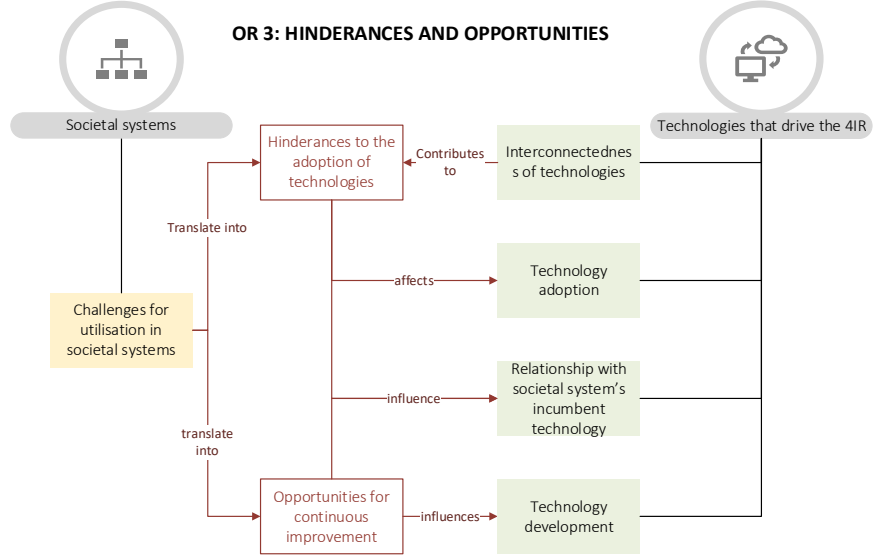 OR 3: HINDERANCES AND OPPORTUNITIES
Societal systems
Technologies that drive the 4IR
Hinderances to the
adoption of
technologies
Contributes
to
Interconnectednes
s of technologies
Translate into
affects
Technology
adoption
Challenges for
utilisation in
societal systems
Relationship with
societal system's
incumbent
technology
influence
translate
into
Opportunities for
continuous
improvement
influences
Technology
development